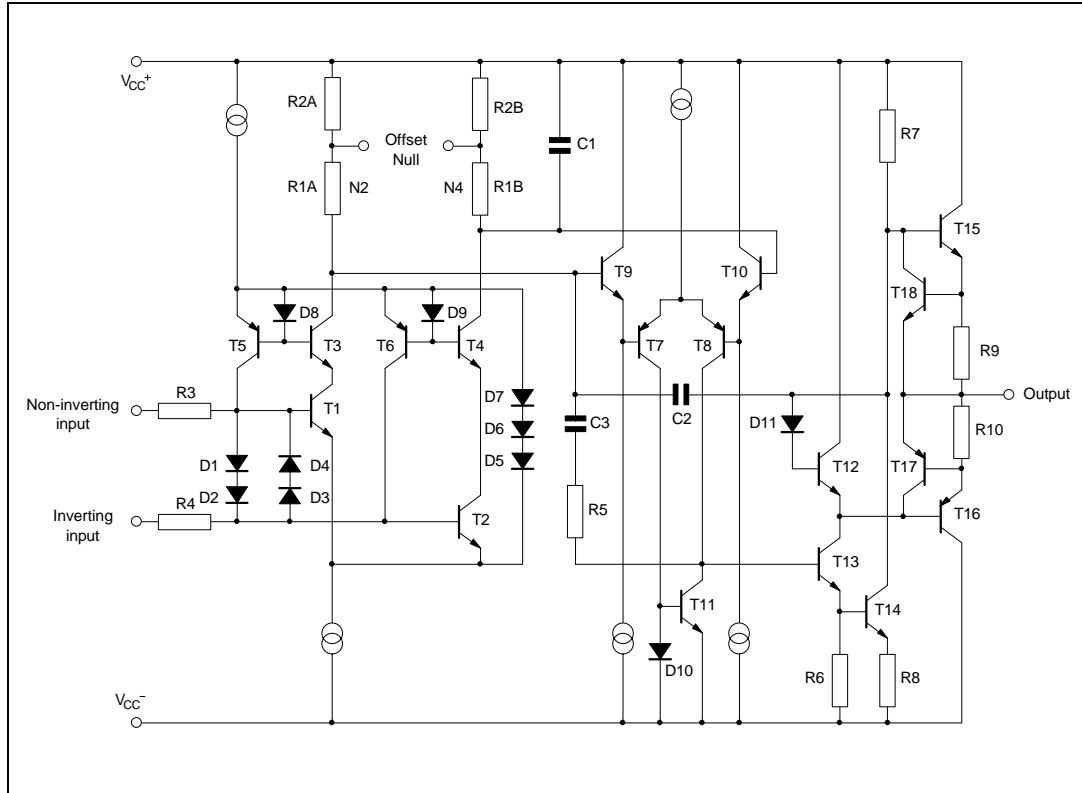 VCC+
R2A
R2B
R7
Offset
Null
C1
R1A
N2
N4
R1B
T15
T9
T10
T18
D8
D9
T5
T3
T6
T4
T7
T8
R9
R3
D7
Non-inverting
input
T1
Output
D6
C2
D11
R10
C3
D1
D4
D5
T12
T17
D2
D3
R4
R5
T2
T16
Inverting
input
T13
T11
T14
D10
R6
R8
VCC−